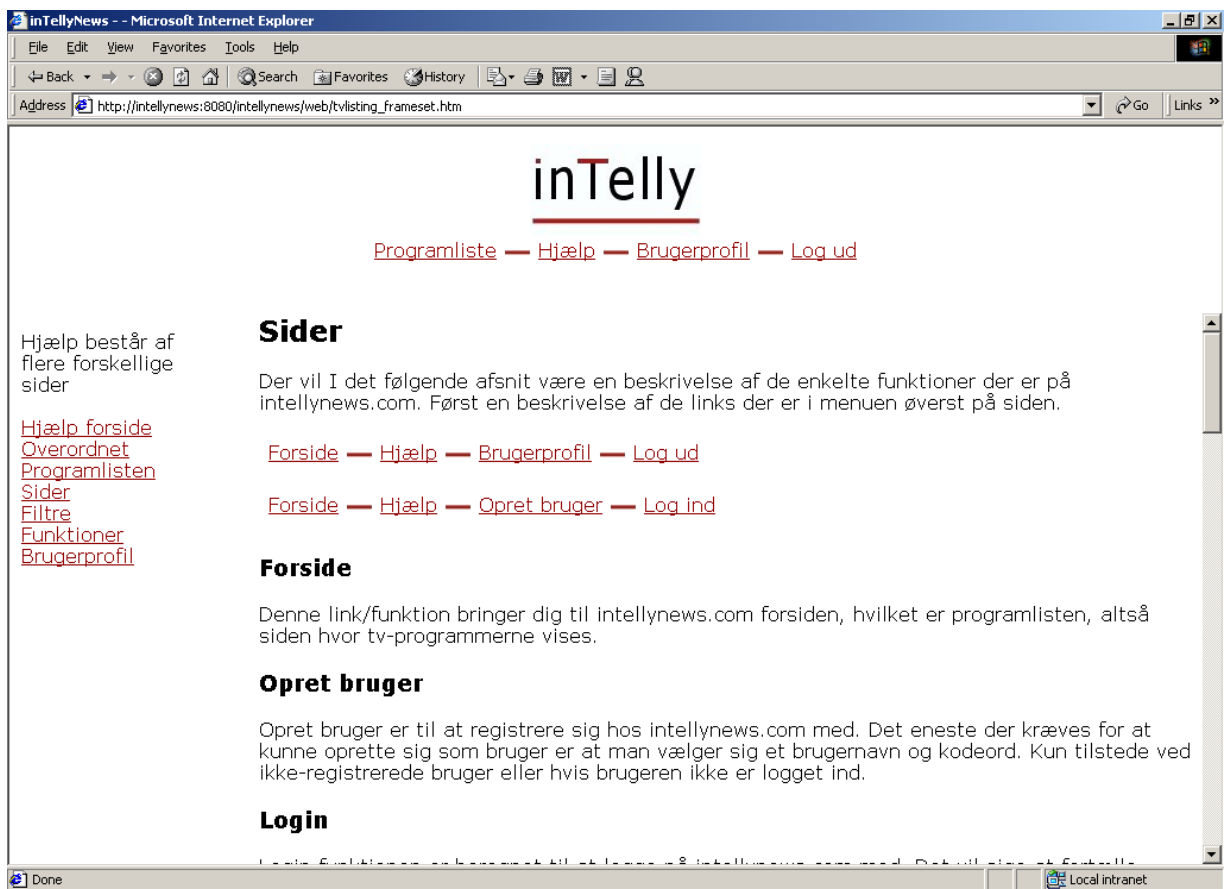 inTellyNews - - Microsoft Internet Explorer
File Edit View Favorites Tools Help
Back Search Favorites History
Address http://intellynews:8080/intellynews/web/tvlisting_frameset.htm Go Links »
inTelly
Programliste — Hjælp — Brugerprofil — Log ud
Hjælp består af
flere forskellige
sider
Hjælp forside
Overordnet
Programlisten
Sider
Filtre
Funktioner
Brugerprofil
Sider
Der vil I det følgende afsnit være en beskrivelse af de enkelte funktioner der er på
intellynews.com. Først en beskrivelse af de links der er i menuen øverst på siden.
Forside — Hjælp — Brugerprofil — Log ud
Forside — Hjælp — Opret bruger — Log ind
Forside
Denne link/funktion bringer dig til intellynews.com forsiden, hvilket er programlisten, altså
siden hvor tv-programmerne vises.
Opret bruger
Opret bruger er til at registrere sig hos intellynews.com med. Det eneste der kræves for at
kunne oprette sig som bruger er at man vælger sig et brugernavn og kodeord. Kun tilstede ved
ikke-registrerede bruger eller hvis brugeren ikke er logget ind.
Login
Done Local intranet